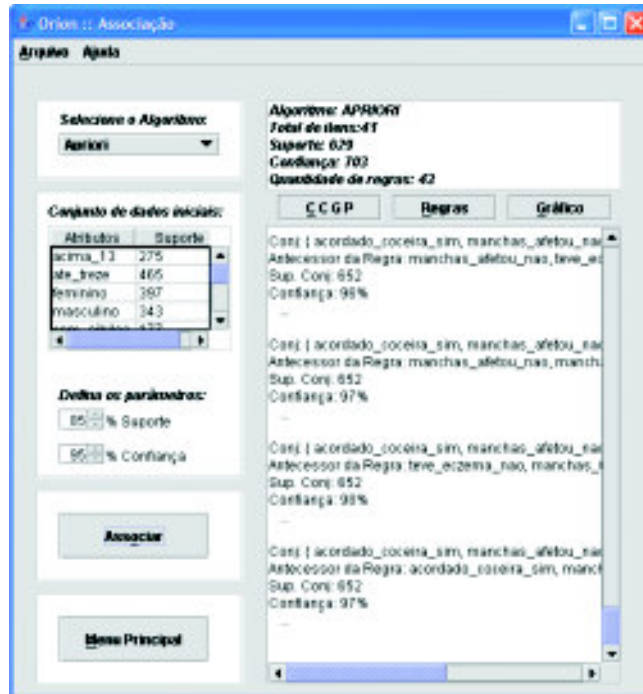 Orion :: Associação
Arquivo Ajuda
Selecione o Algoritmo:
Apriori
Conjunto de dados iniciais:
Atributos Suporte
acima_13 275
ate_treze 465
feminino 397
masculino 343
Defina os parâmetros:
85 % Suporte
95 % Confiança
Associar
Menu Principal
Algoritmo: APRIORI
Total de itens:41
Suporte: 629
Confiança: 703
Quantidade de regras: 42
C C G P Regras Gráfico
Conj: { acordado_coceira_sim, manchas_afetou_nao
Antecessor da Regra: manchas_afetou_nao,teve_ec
Sup. Conj: 652
Confiança: 96%
...
Conj: { acordado_coceira_sim, manchas_afetou_nao
Antecessor da Regra: manchas_afetou_nao, manch
Sup. Conj: 652
Confiança: 97%
...
Conj: { acordado_coceira_sim, manchas_afetou_nao
Antecessor da Regra: teve_eczema_nao, manchas_
Sup. Conj: 652
Confiança: 98%
...
Conj: { acordado_coceira_sim, manchas_afetou_nao
Antecessor da Regra: acordado_coceira_sim, manch
Sup. Conj: 652
Confiança: 97%
...